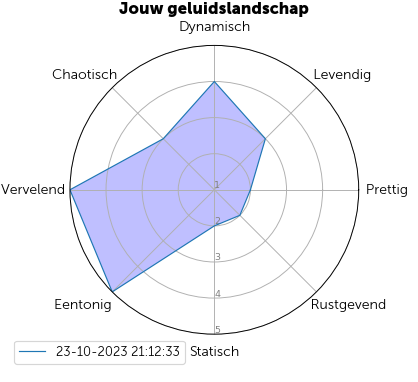 Jouw geluidslandschap
Dynamisch
Chaotisch
Levendig
Vervelend
1
Prettig
2
3
Eentonig
4
Rustgevend
5
23-10-2023 21:12:33
Statisch